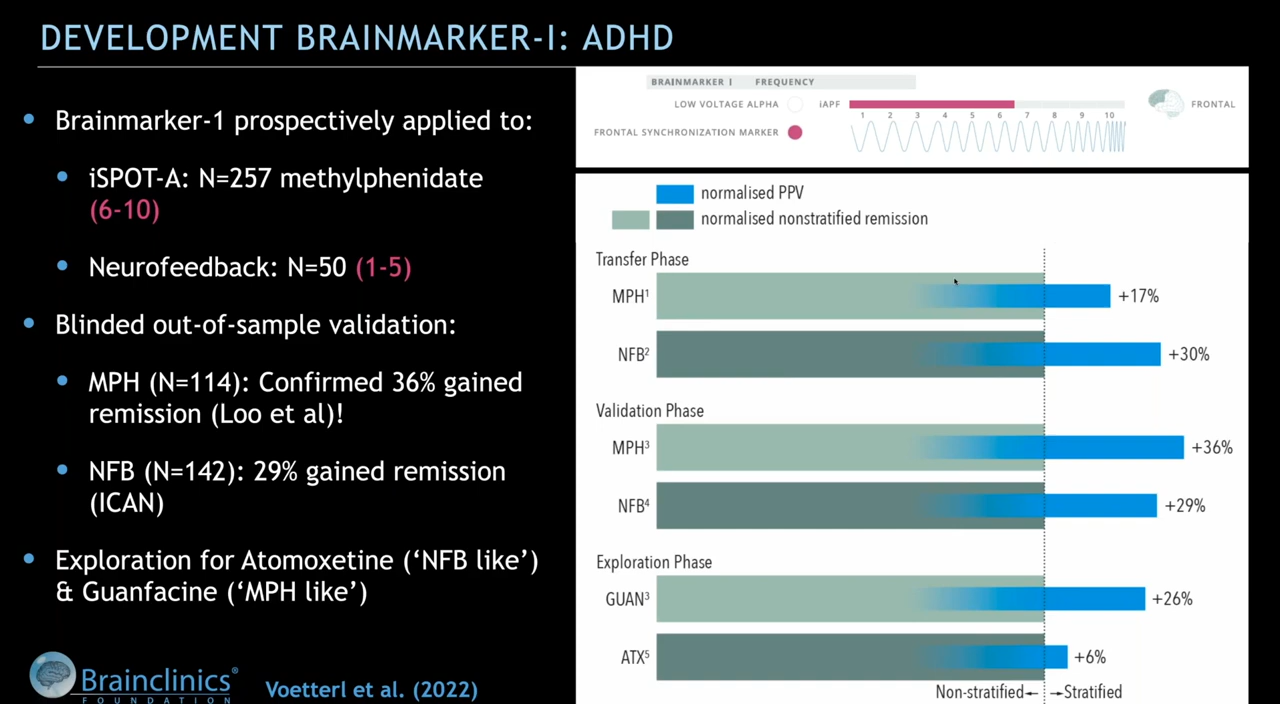 DEVELOPMENT BRAINMARKER-I: ADHD
Brainmarker-1 prospectively applied to:
iSPOT-A: N=257 methylphenidate
(6-10)
Neurofeedback: N=50 (1-5)
Blinded out-of-sample validation:
MPH (N=114): Confirmed 36% gained
remission (Loo et al)!
NFB (N=142): 29% gained remission
(ICAN)
Exploration for Atomoxetine (‘NFB like’)
& Guanfacine (‘MPH like’)
Brainclinics®
FOUNDATION
Voetterl et al. (2022)
BRAINMARKER I FREQUENCY
LOW VOLTAGE ALPHA iAPF FRONTAL
1 2 3 4 5 6 7 8 9 10
FRONTAL SYNCHRONIZATION MARKER
normalised PPV
normalised nonstratified remission
Transfer Phase
MPH¹ +17%
NFB² +30%
Validation Phase
MPH³ +36%
NFB⁴ +29%
Exploration Phase
GUAN³ +26%
ATX⁵ +6%
Non-stratified← →Stratified